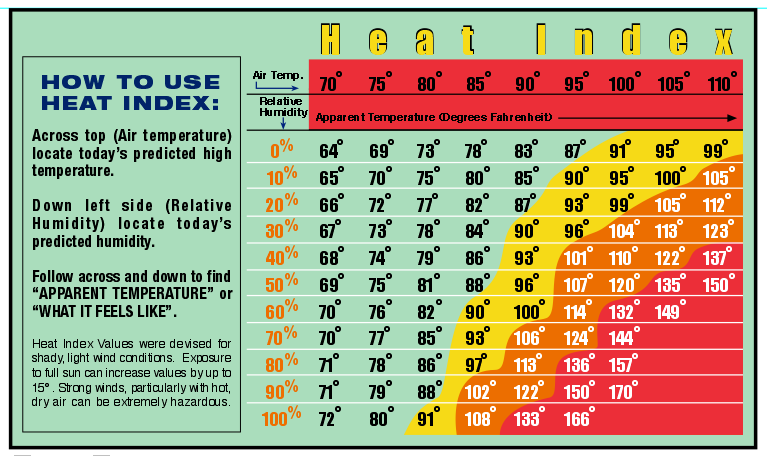 Heat Index
HOW TO USE
HEAT INDEX:
Across top (Air temperature)
locate today's predicted high
temperature.
Down left side (Relative
Humidity) locate today's
predicted humidity.
Follow across and down to find
“APPARENT TEMPERATURE” or
“WHAT IT FEELS LIKE”.
Heat Index Values were devised for
shady, light wind conditions. Exposure
to full sun can increase values by up to
15°. Strong winds, particularly with hot,
dry air can be extremely hazardous.
Air Temp. 70° 75° 80° 85° 90° 95° 100° 105° 110°
Relative
Humidity Apparent Temperature (Degrees Fahrenheit)
0% 64° 69° 73° 78° 83° 87° 91° 95° 99°
10% 65° 70° 75° 80° 85° 90° 95° 100° 105°
20% 66° 72° 77° 82° 87° 93° 99° 105° 112°
30% 67° 73° 78° 84° 90° 96° 104° 113° 123°
40% 68° 74° 79° 86° 93° 101° 110° 122° 137°
50% 69° 75° 81° 88° 96° 107° 120° 135° 150°
60% 70° 76° 82° 90° 100° 114° 132° 149°
70% 70° 77° 85° 93° 106° 124° 144°
80% 71° 78° 86° 97° 113° 136° 157°
90% 71° 79° 88° 102° 122° 150° 170°
100% 72° 80° 91° 108° 133° 166°